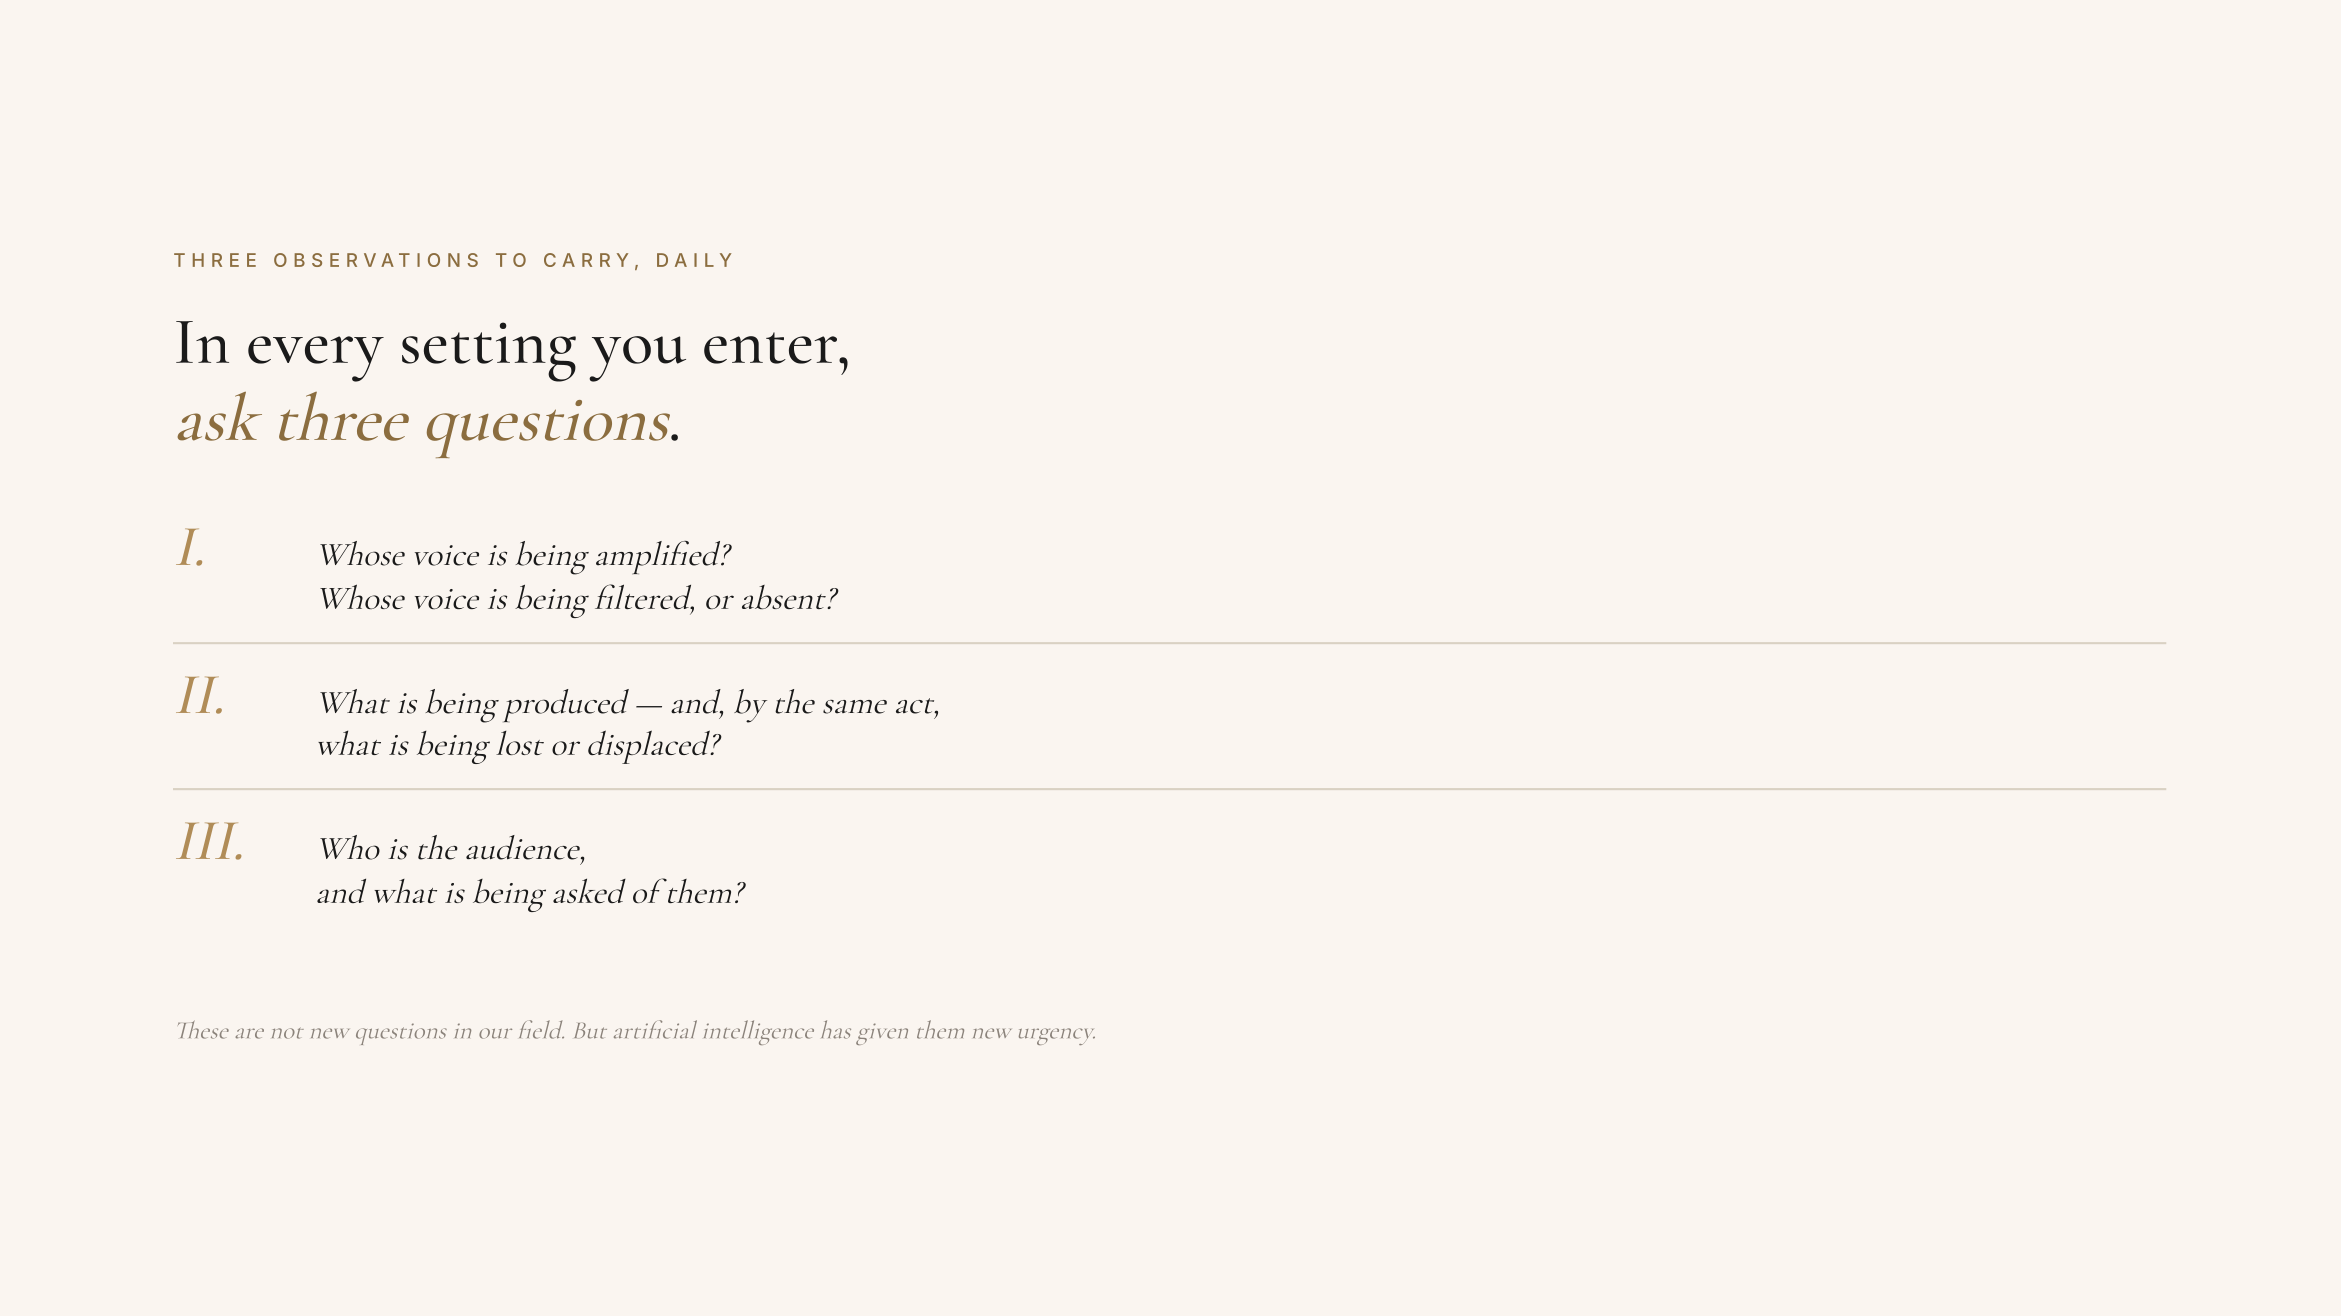 THREE OBSERVATIONS TO CARRY, DAILY
In every setting you enter,
ask three questions.
I.
Whose voice is being amplified?
Whose voice is being filtered, or absent?
II.
What is being produced — and, by the same act,
what is being lost or displaced?
III.
Who is the audience,
and what is being asked of them?
These are not new questions in our field. But artificial intelligence has given them new urgency.